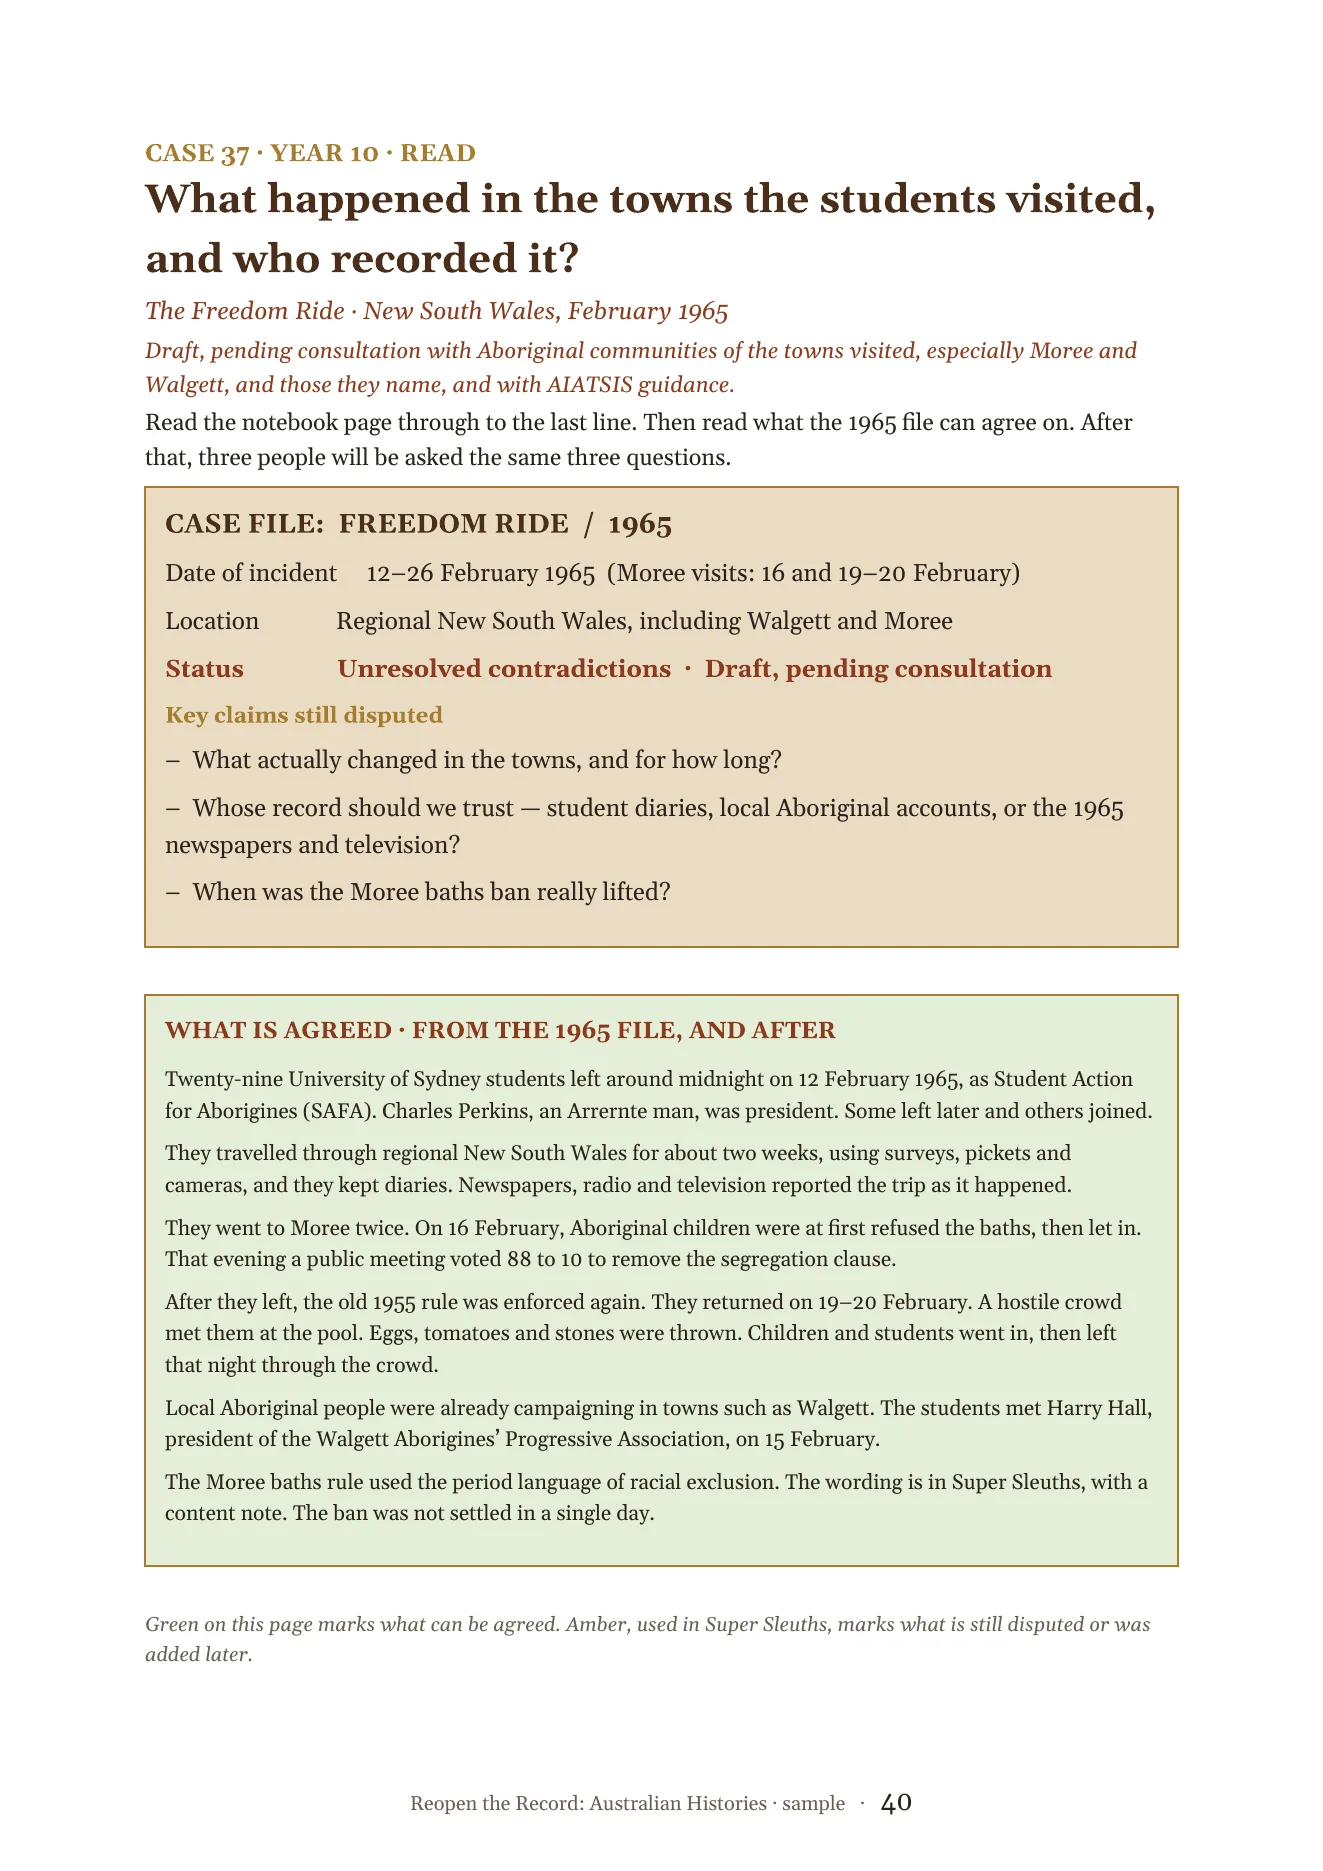 CASE 37 · YEAR 10 · READ
What happened in the towns the students visited,
and who recorded it?
The Freedom Ride · New South Wales, February 1965
Draft, pending consultation with Aboriginal communities of the towns visited, especially Moree and
Walgett, and those they name, and with AIATSIS guidance.
Read the notebook page through to the last line. Then read what the 1965 file can agree on. After
that, three people will be asked the same three questions.
CASE FILE: FREEDOM RIDE / 1965
Date of incident 12–26 February 1965 (Moree visits: 16 and 19–20 February)
Location Regional New South Wales, including Walgett and Moree
Status Unresolved contradictions · Draft, pending consultation
Key claims still disputed
– What actually changed in the towns, and for how long?
– Whose record should we trust — student diaries, local Aboriginal accounts, or the 1965
newspapers and television?
– When was the Moree baths ban really lifted?
WHAT IS AGREED · FROM THE 1965 FILE, AND AFTER
Twenty-nine University of Sydney students left around midnight on 12 February 1965, as Student Action
for Aborigines (SAFA). Charles Perkins, an Arrernte man, was president. Some left later and others joined.
They travelled through regional New South Wales for about two weeks, using surveys, pickets and
cameras, and they kept diaries. Newspapers, radio and television reported the trip as it happened.
They went to Moree twice. On 16 February, Aboriginal children were at first refused the baths, then let in.
That evening a public meeting voted 88 to 10 to remove the segregation clause.
After they left, the old 1955 rule was enforced again. They returned on 19–20 February. A hostile crowd
met them at the pool. Eggs, tomatoes and stones were thrown. Children and students went in, then left
that night through the crowd.
Local Aboriginal people were already campaigning in towns such as Walgett. The students met Harry Hall,
president of the Walgett Aborigines’ Progressive Association, on 15 February.
The Moree baths rule used the period language of racial exclusion. The wording is in Super Sleuths, with a
content note. The ban was not settled in a single day.
Green on this page marks what can be agreed. Amber, used in Super Sleuths, marks what is still disputed or was
added later.
Reopen the Record: Australian Histories · sample · 40